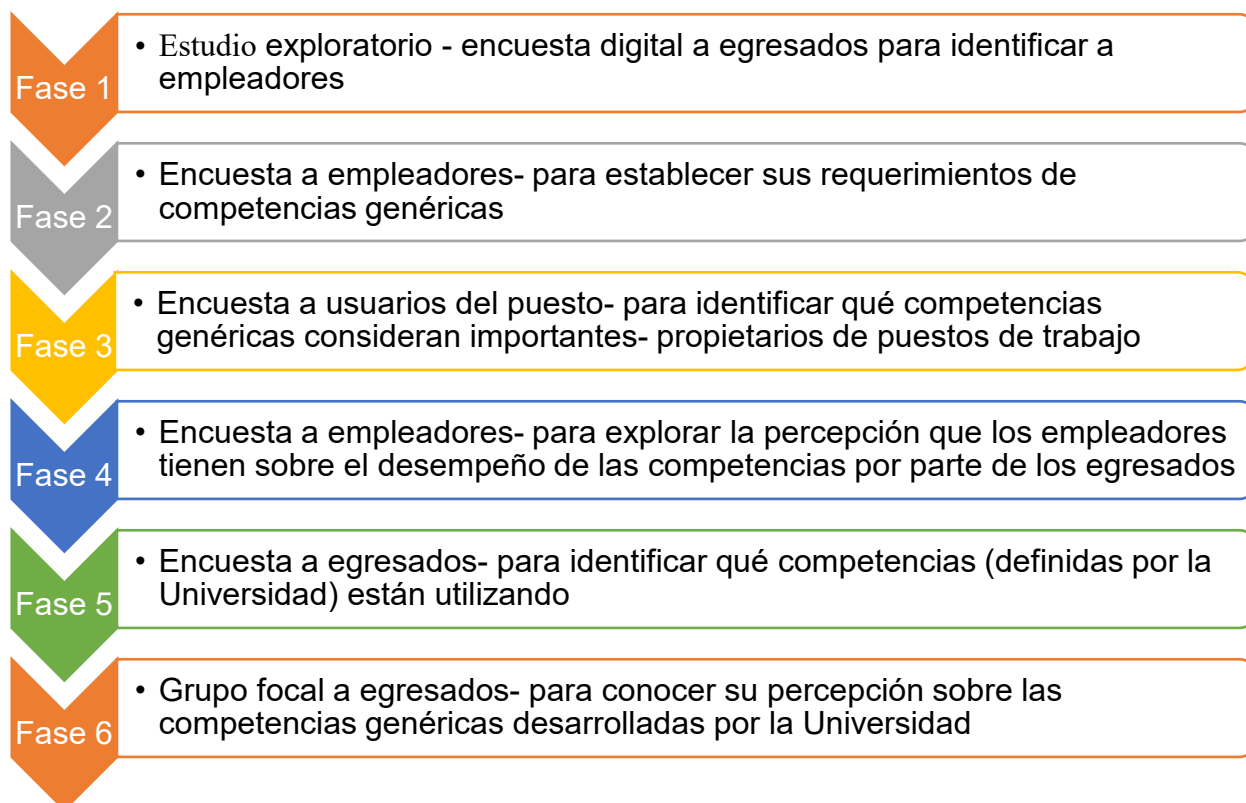 Fase 1
• Estudio exploratorio - encuesta digital a egresados para identificar a
empleadores
Fase 2
• Encuesta a empleadores- para establecer sus requerimientos de
competencias genéricas
Fase 3
• Encuesta a usuarios del puesto- para identificar qué competencias
genéricas consideran importantes- propietarios de puestos de trabajo
Fase 4
• Encuesta a empleadores- para explorar la percepción que los empleadores
tienen sobre el desempeño de las competencias por parte de los egresados
Fase 5
• Encuesta a egresados- para identificar qué competencias (definidas por la
Universidad) están utilizando
Fase 6
• Grupo focal a egresados- para conocer su percepción sobre las
competencias genéricas desarrolladas por la Universidad